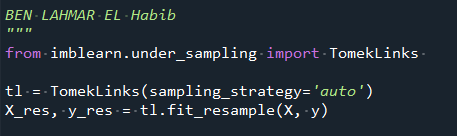 BEN LAHMAR EL Habib
"""
from imblearn.under_sampling import TomekLinks
tl = TomekLinks(sampling_strategy='auto')
X_res, y_res = tl.fit_resample(X, y)